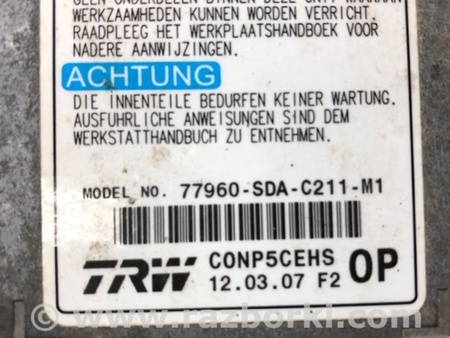 WERKZAAMHEDEN KUNNEN WORDEN VERRICHT.
RAADPLEEG HET WERKPLAATSHANDBOEK VOOR
NADERE AANWIJZINGEN.
ACHTUNG
DIE INNENTEILE BEDURFEN KEINER WARTUNG.
AUSFUHRLICHE ANWEISUNGEN SIND DEM
WERKSTATTHANDBUCH ZU ENTNEHMEN.
MODEL NO. 77960-SDA-C211-M1
TRW CONP5CEHS OP
12.03.07 F2
www.razborki.com